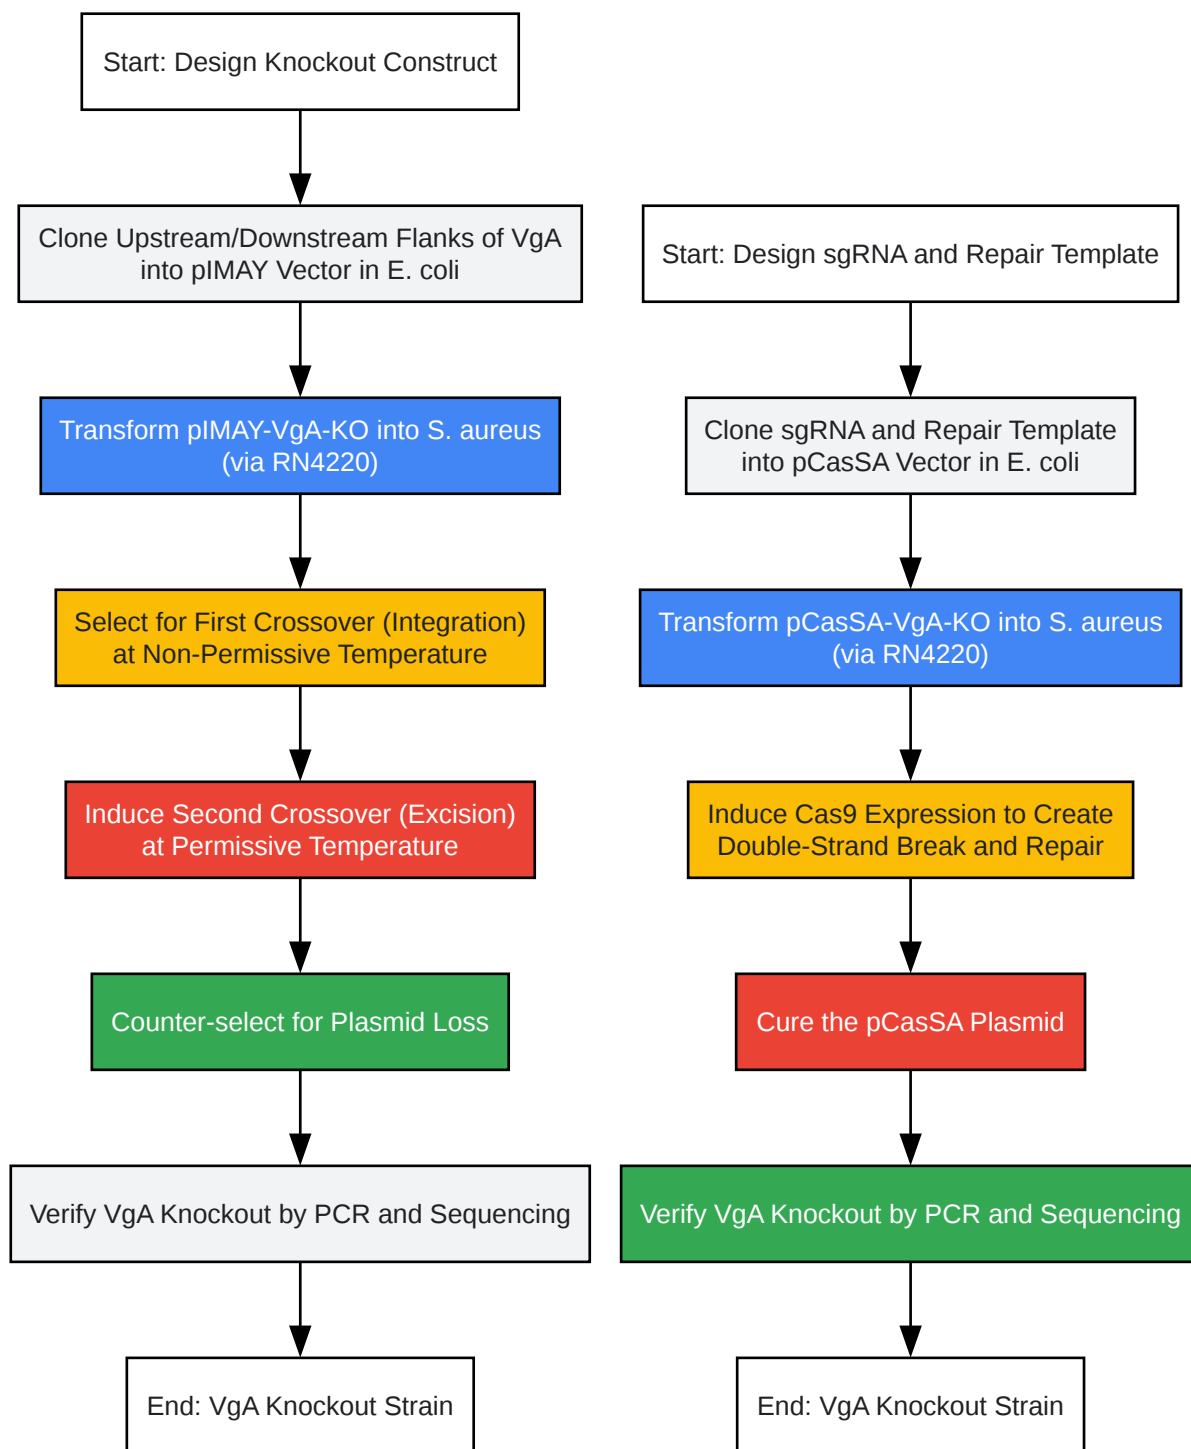 Start: Design Knockout Construct
Clone Upstream/Downstream Flanks of VgA
into pIMAY Vector in E. coli
Transform pIMAY-VgA-KO into S. aureus
(via RN4220)
Select for First Crossover (Integration)
at Non-Permissive Temperature
Induce Second Crossover (Excision)
at Permissive Temperature
Counter-select for Plasmid Loss
Verify VgA Knockout by PCR and Sequencing
End: VgA Knockout Strain
Start: Design sgRNA and Repair Template
Clone sgRNA and Repair Template
into pCasSA Vector in E. coli
Transform pCasSA-VgA-KO into S. aureus
(via RN4220)
Induce Cas9 Expression to Create
Double-Strand Break and Repair
Cure the pCasSA Plasmid
Verify VgA Knockout by PCR and Sequencing
End: VgA Knockout Strain